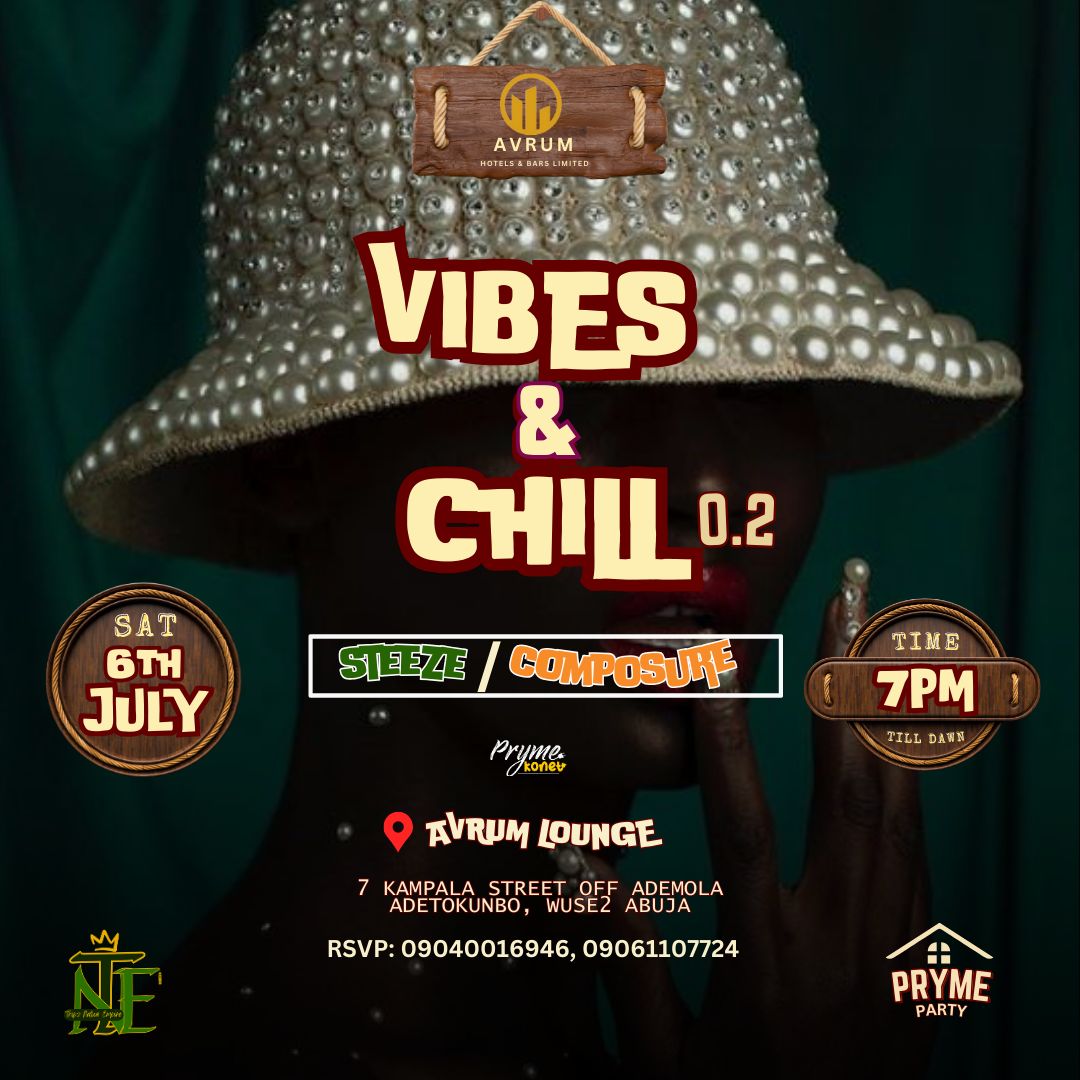 AVRUM
HOTELS & BARS LIMITED
VIBES
&
CHILL 0.2
SAT
6TH
JULY
STEEZE / COMPOSURE
TIME
7PM
TILL DAWN
Pryme
konet
AVRUM LOUNGE
7 KAMPALA STREET OFF ADEMOLA
ADETOKUNBO, WUSE2 ABUJA
RSVP: 09040016946, 09061107724
PRYME
PARTY